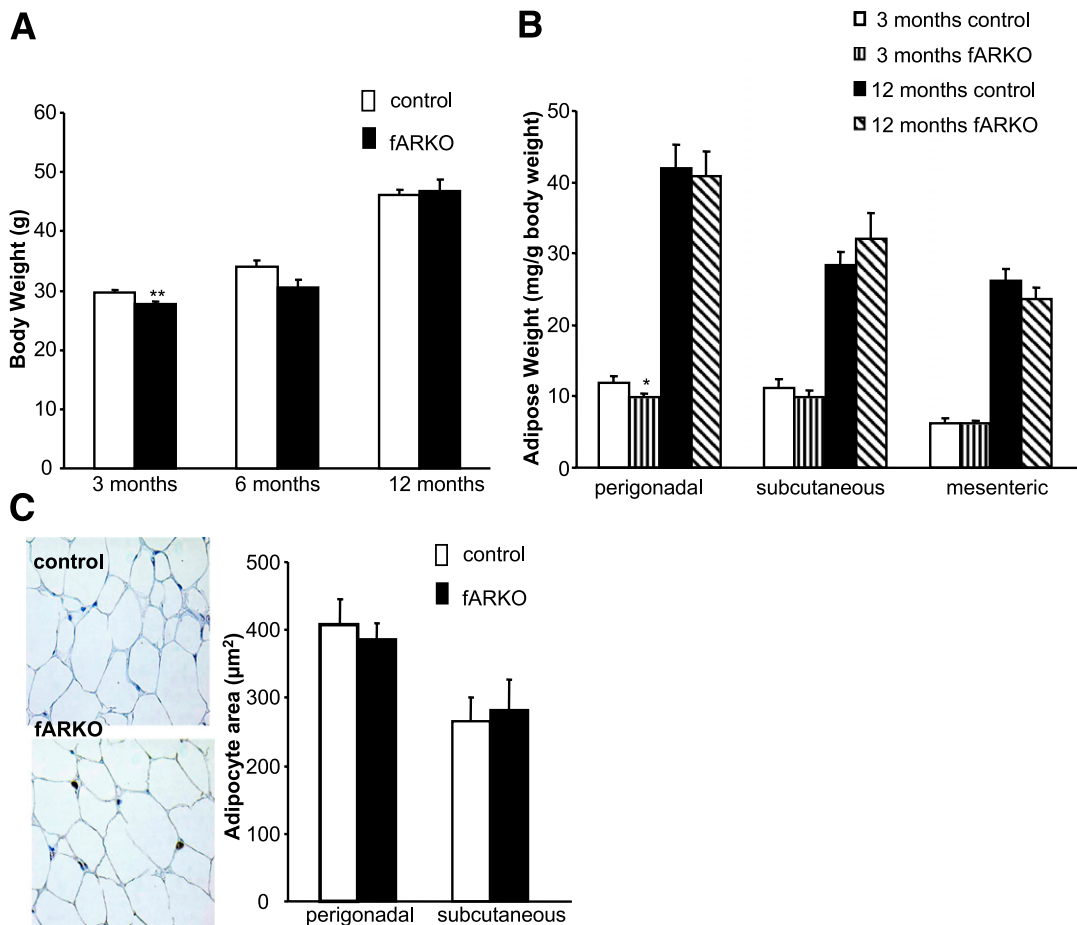 A
control
fARKO
Body Weight (g)
60
50
40
30
20
10
0
**
3 months
6 months
12 months
B
3 months control
3 months fARKO
12 months control
12 months fARKO
Adipose Weight (mg/g body weight)
50
40
30
20
10
0
*
perigonadal
subcutaneous
mesenteric
C
control
fARKO
control
fARKO
Adipocyte area (µm²)
500
400
300
200
100
0
perigonadal
subcutaneous